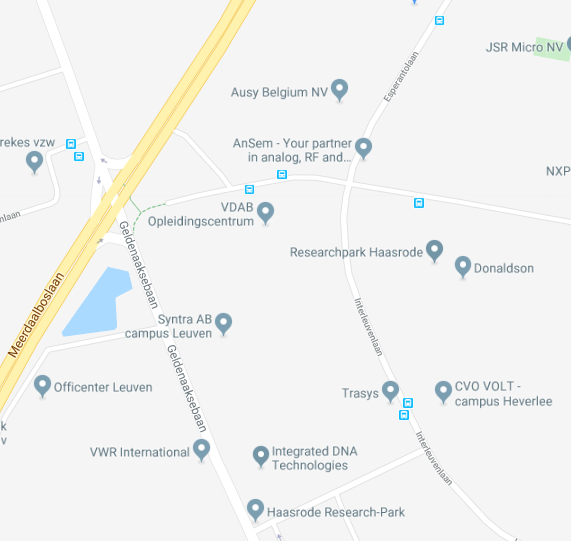 JSR Micro NV
Esperantolaan
Ausy Belgium NV
rekes vzw
AnSem - Your partner
in analog, RF and...
NXP
VDAB
Opleidingscentrum
nlaan
Geldenaaksebaan
Researchpark Haasrode
Donaldson
Meerdaalboslaan
Interleuvenlaan
Syntra AB
campus Leuven
Geldenaaksebaan
Officenter Leuven
Trasys
CVO VOLT -
campus Heverlee
k
v
VWR International
Integrated DNA
Technologies
Interleuvenlaan
Haasrode Research-Park